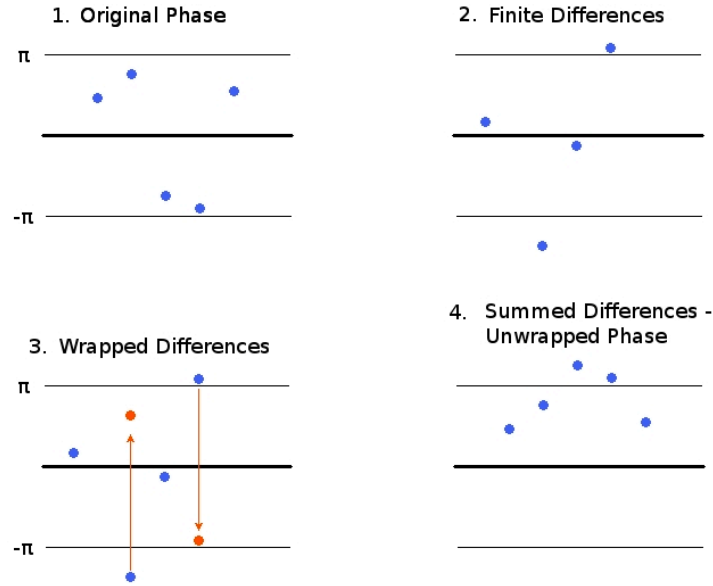 1. Original Phase
2. Finite Differences
π
-π
3. Wrapped Differences
4. Summed Differences -
Unwrapped Phase
π
-π